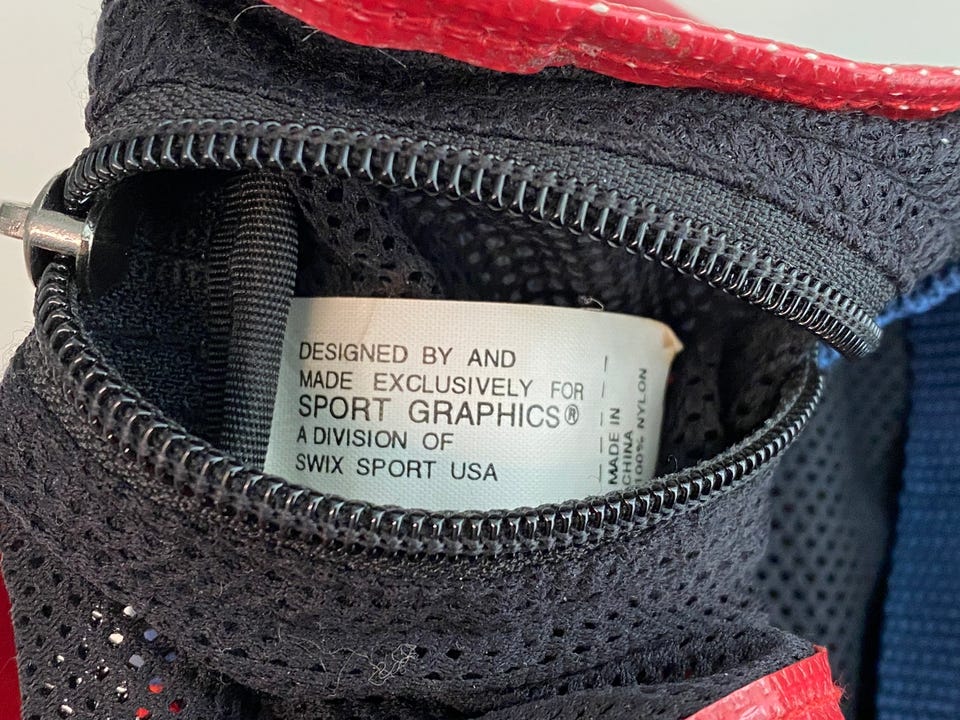 DESIGNED BY AND
MADE EXCLUSIVELY FOR
SPORT GRAPHICS®
A DIVISION OF
SWIX SPORT USA
MADE IN
CHINA
100% NYLON